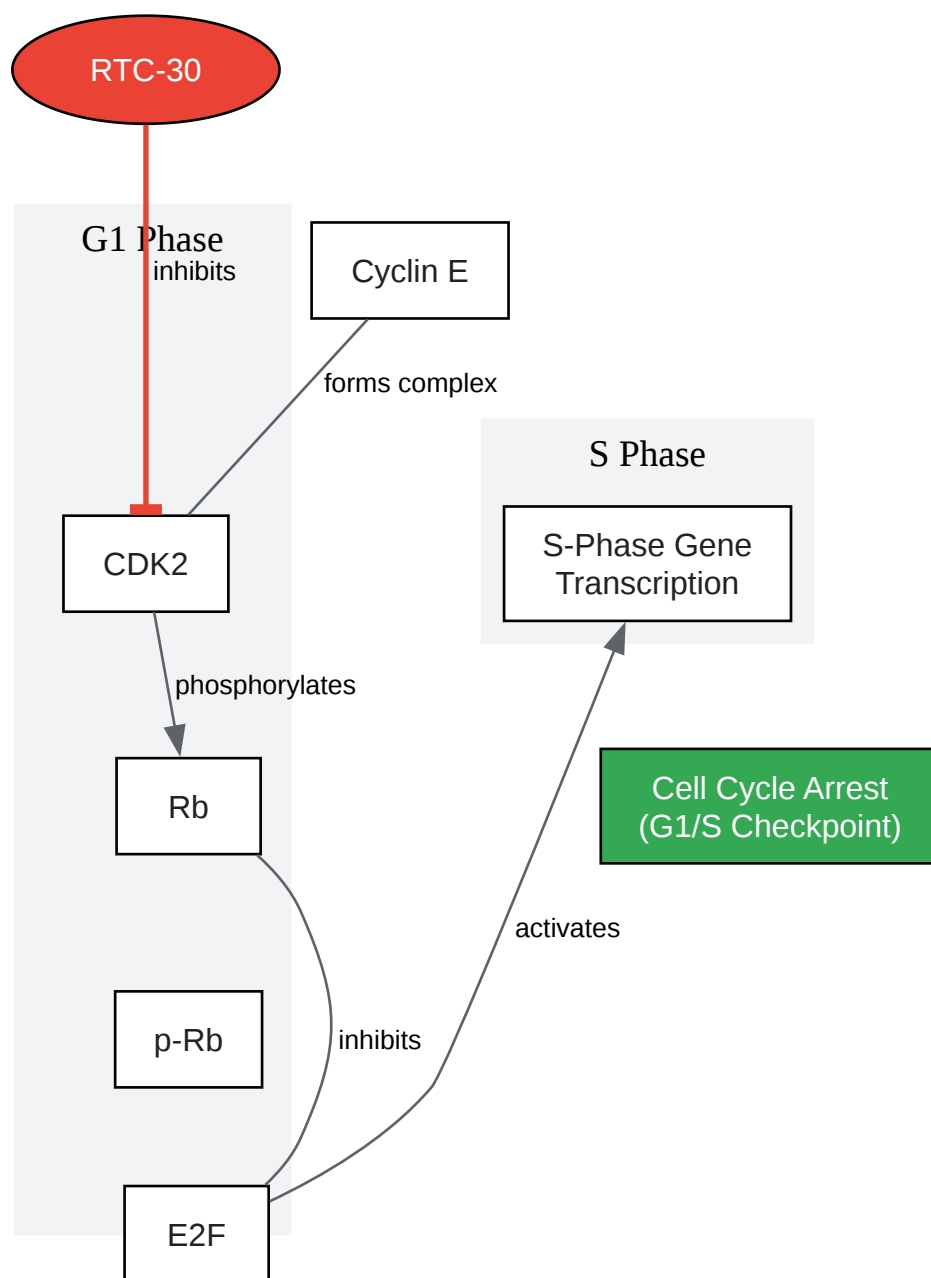 RTC-30
G1 Phase
inhibits
Cyclin E
forms complex
S Phase
S-Phase Gene
Transcription
CDK2
phosphorylates
Rb
Cell Cycle Arrest
(G1/S Checkpoint)
activates
p-Rb
inhibits
E2F